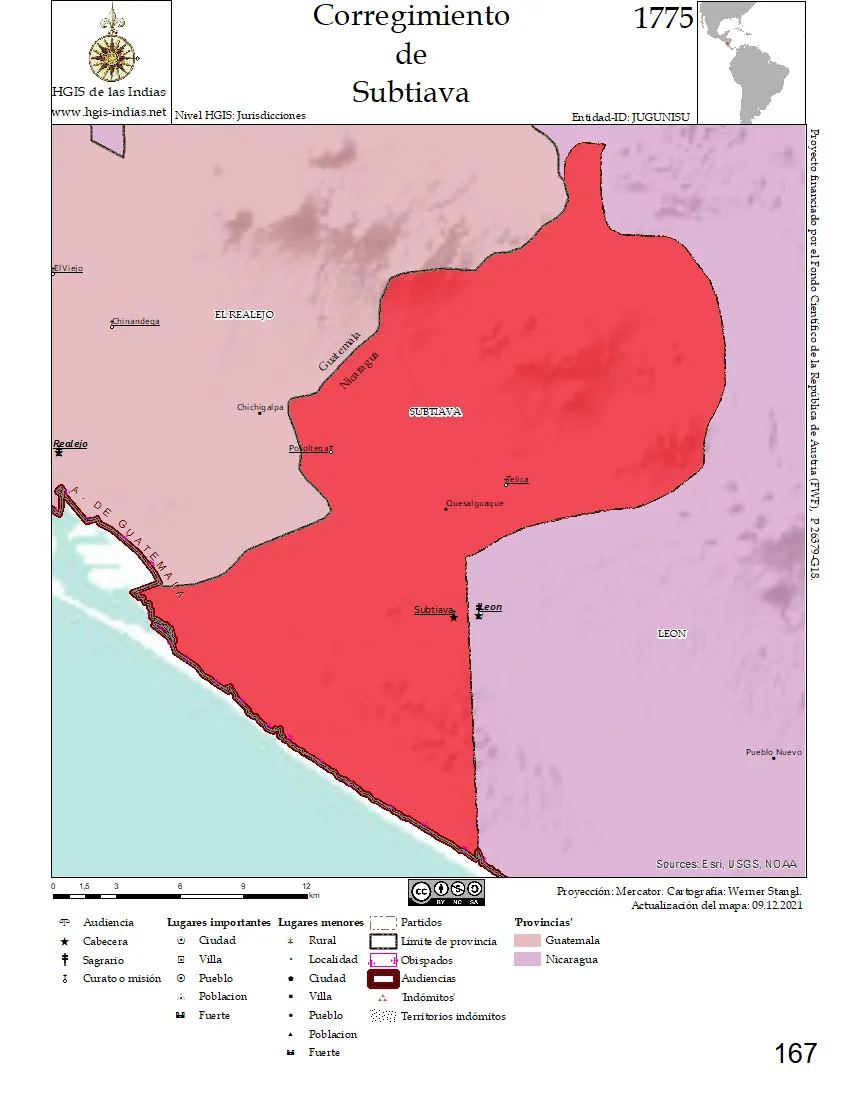 Corregimiento
de
Subtiava
1775
HGIS de las Indias
www.hgis-indias.net
Nivel HGIS: Jurisdicciones
Entidad-ID: JUGUNISU
Proyecto financiado por el Fondo Científico de la República de Austria (FWF), P 26379-G18.
El Viejo
Chinandega
EL REALEJO
Guatemala
Nicaragua
Chichigalpa
SUBTIAVA
Realejo
Posoltega
Telica
Quesalguaque
A. DE GUATEMALA
Subtiava
Leon
LEON
Pueblo Nuevo
Sources: Esri, USGS, NOAA
0 1,5 3 6 9 12
km
BY NC SA
Proyección: Mercator. Cartografía: Werner Stangl.
Actualización del mapa: 09.12.2021
Audiencia
Cabecera
Sagrario
Curato o misión
Lugares importantes
Ciudad
Villa
Pueblo
Poblacion
Fuerte
Lugares menores
Rural
Localidad
Ciudad
Villa
Pueblo
Poblacion
Fuerte
Partidos
Límite de provincia
Obispados
Audiencias
'Indómitos'
Territorios indómitos
'Provincias'
Guatemala
Nicaragua
167